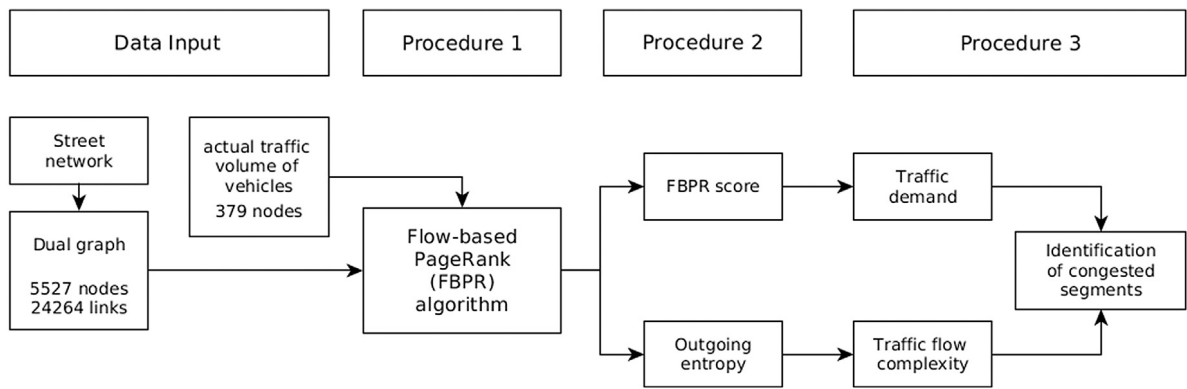 Data Input
Procedure 1
Procedure 2
Procedure 3
Street
network
actual traffic
volume of
vehicles
379 nodes
Dual graph
5527 nodes
24264 links
Flow-based
PageRank
(FBPR)
algorithm
FBPR score
Traffic
demand
Outgoing
entropy
Traffic flow
complexity
Identification
of congested
segments